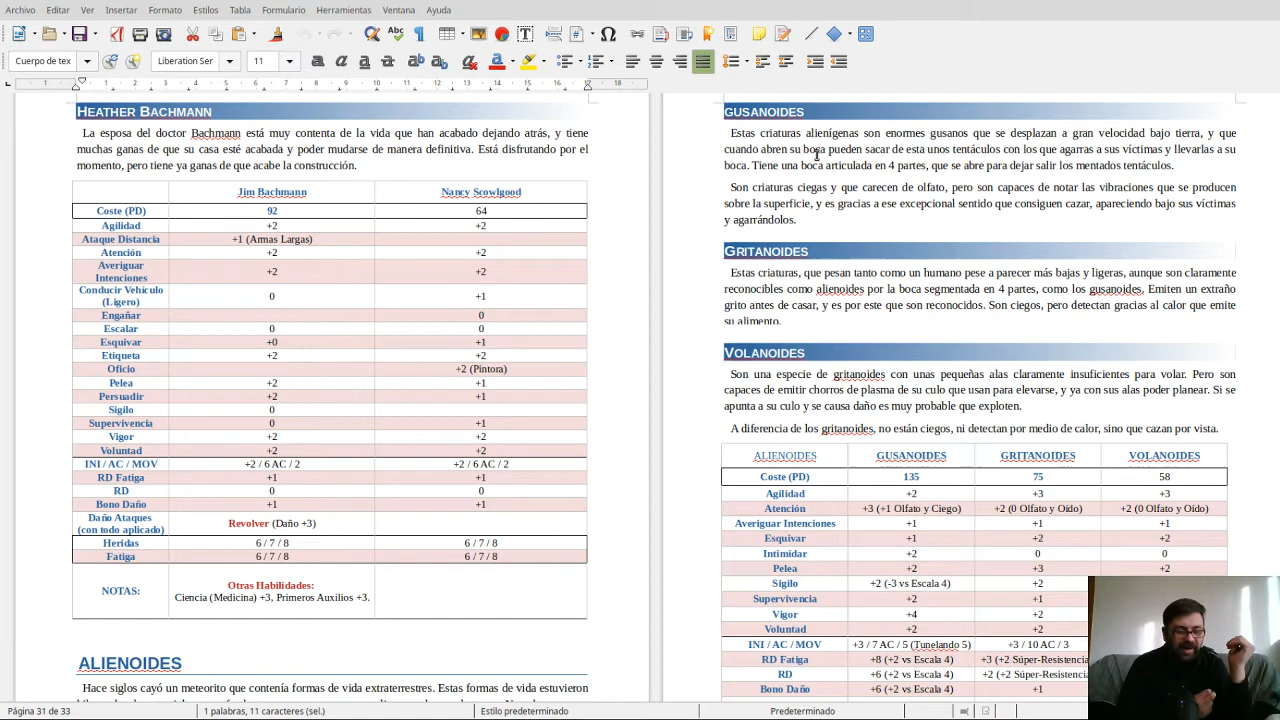 Archivo Editar Ver Insertar Formato Estilos Tabla Formulario Herramientas Ventana Ayuda
Cuerpo de tex Liberation Ser 11
1 1 2 3 4 5 6 7 8 9 10 11 12 13 14 15 16 17 18
HEATHER BACHMANN
La esposa del doctor Bachmann está muy contenta de la vida que han acabado dejando atrás, y tiene
muchas ganas de que su casa esté acabada y poder mudarse de manera definitiva. Está disfrutando por el
momento, pero tiene ya ganas de que acabe la construcción.
Jim Bachmann Nancy Scowlgood
Coste (PD) 92 64
Agilidad +2 +2
Ataque Distancia +1 (Armas Largas)
Atención +2 +2
Averiguar
Intenciones +2 +2
Conducir Vehículo
(Ligero) 0 +1
Engañar 0
Escalar 0 0
Esquivar +0 +1
Etiqueta +2 +2
Oficio +2 (Pintora)
Pelea +2 +1
Persuadir +2 +1
Sigilo 0
Supervivencia 0 +1
Vigor +2 +2
Voluntad +2 +2
INI / AC / MOV +2 / 6 AC / 2 +2 / 6 AC / 2
RD Fatiga +1 +1
RD 0 0
Bono Daño +1 +1
Daño Ataques
(con todo aplicado) Revolver (Daño +3)
Heridas 6 / 7 / 8 6 / 7 / 8
Fatiga 6 / 7 / 8 6 / 7 / 8
NOTAS: Otras Habilidades:
Ciencia (Medicina) +3, Primeros Auxilios +3.
ALIENOIDES
Hace siglos cayó un meteorito que contenía formas de vida extraterrestres. Estas formas de vida estuvieron
GUSANOIDES
Estas criaturas alienígenas son enormes gusanos que se desplazan a gran velocidad bajo tierra, y que
cuando abren su boca pueden sacar de esta unos tentáculos con los que agarras a sus víctimas y llevarlas a su
boca. Tiene una boca articulada en 4 partes, que se abre para dejar salir los mentados tentáculos.
Son criaturas ciegas y que carecen de olfato, pero son capaces de notar las vibraciones que se producen
sobre la superficie, y es gracias a ese excepcional sentido que consiguen cazar, apareciendo bajo sus víctimas
y agarrándolos.
GRITANOIDES
Estas criaturas, que pesan tanto como un humano pese a parecer más bajas y ligeras, aunque son claramente
reconocibles como alienoides por la boca segmentada en 4 partes, como los gusanoides. Emiten un extraño
grito antes de casar, y es por este que son reconocidos. Son ciegos, pero detectan gracias al calor que emite
su alimento.
VOLANOIDES
Son una especie de gritanoides con unas pequeñas alas claramente insuficientes para volar. Pero son
capaces de emitir chorros de plasma de su culo que usan para elevarse, y ya con sus alas poder planear. Si se
apunta a su culo y se causa daño es muy probable que exploten.
A diferencia de los gritanoides, no están ciegos, ni detectan por medio de calor, sino que cazan por vista.
ALIENOIDES GUSANOIDES GRITANOIDES VOLANOIDES
Coste (PD) 135 75 58
Agilidad +2 +3 +3
Atención +3 (+1 Olfato y Ciego) +2 (0 Olfato y Oído) +2 (0 Olfato y Oído)
Averiguar Intenciones +1 +1 +1
Esquivar +1 +2 +2
Intimidar +2 0 0
Pelea +2 +3 +2
Sigilo +2 (-3 vs Escala 4) +2
Supervivencia +2 +1
Vigor +4 +2
Voluntad +2 +2
INI / AC / MOV +3 / 7 AC / 5 (Tunelando 5) +3 / 10 AC / 3
RD Fatiga +8 (+2 vs Escala 4) +3 (+2 Súper-Resistencia
RD +6 (+2 vs Escala 4) +2 (+2 Súper-Resistencia
Bono Daño +6 (+2 vs Escala 4) +1
Página 31 de 33 1 palabras, 11 caracteres (sel.) Estilo predeterminado Predeterminado